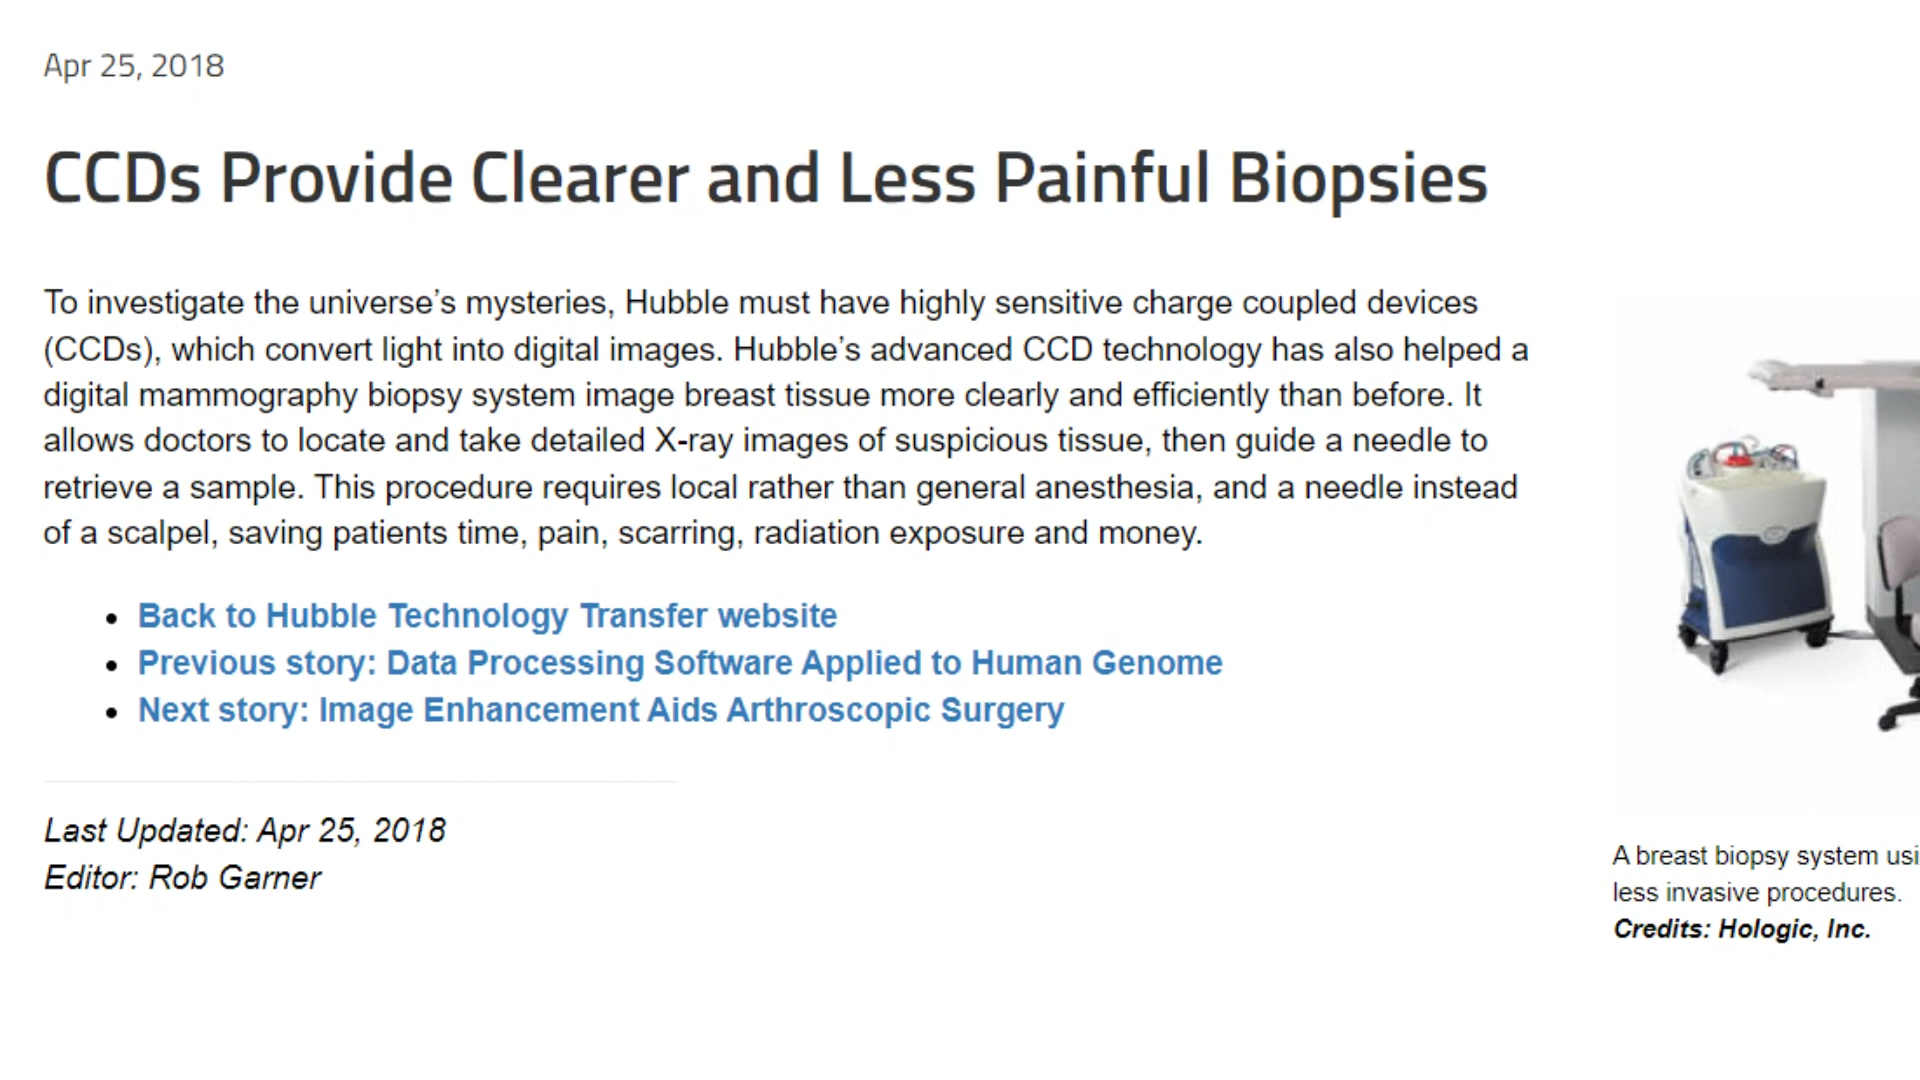 Apr 25, 2018
CCDs Provide Clearer and Less Painful Biopsies
To investigate the universe’s mysteries, Hubble must have highly sensitive charge coupled devices
(CCDs), which convert light into digital images. Hubble’s advanced CCD technology has also helped a
digital mammography biopsy system image breast tissue more clearly and efficiently than before. It
allows doctors to locate and take detailed X-ray images of suspicious tissue, then guide a needle to
retrieve a sample. This procedure requires local rather than general anesthesia, and a needle instead
of a scalpel, saving patients time, pain, scarring, radiation exposure and money.
Back to Hubble Technology Transfer website
Previous story: Data Processing Software Applied to Human Genome
Next story: Image Enhancement Aids Arthroscopic Surgery
Last Updated: Apr 25, 2018
Editor: Rob Garner
A breast biopsy system
less invasive procedures.
Credits: Hologic, Inc.